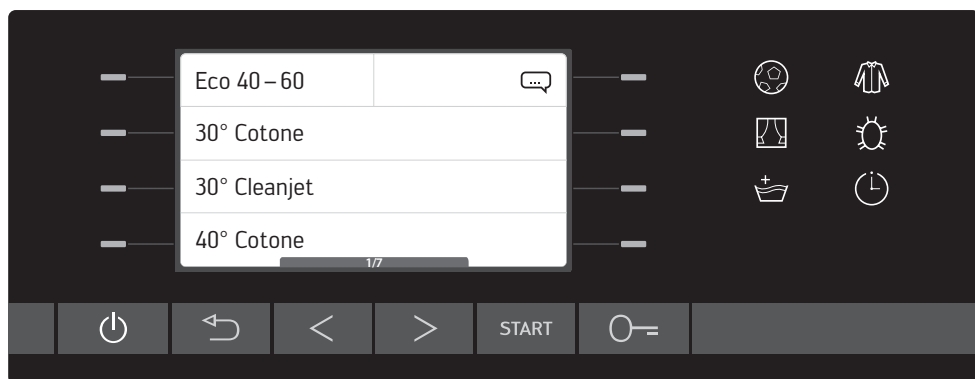 Eco 40 – 60
30° Cotone
30° Cleanjet
40° Cotone
1/7
START